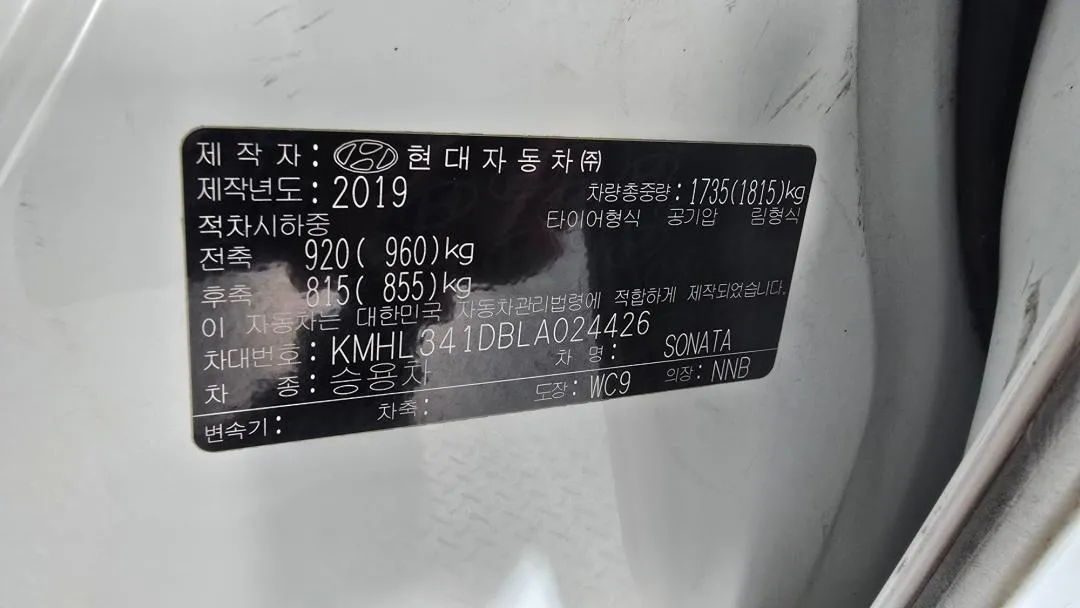 제 작 자 : 현 대 자 동 차 ㈜
제작년도 : 2019 차량총중량 : 1735(1815)kg
적차시하중 타이어형식 공기압 림형식
전축 920( 960)kg
후축 815( 855)kg
이 자동차는 대한민국 자동차관리법령에 적합하게 제작되었습니다.
차대번호 : KMHL341DBLA024426
차 종 : 승용차 차 명 : SONATA
변속기 : 차축 : 도장 : WC9 의장 : NNB